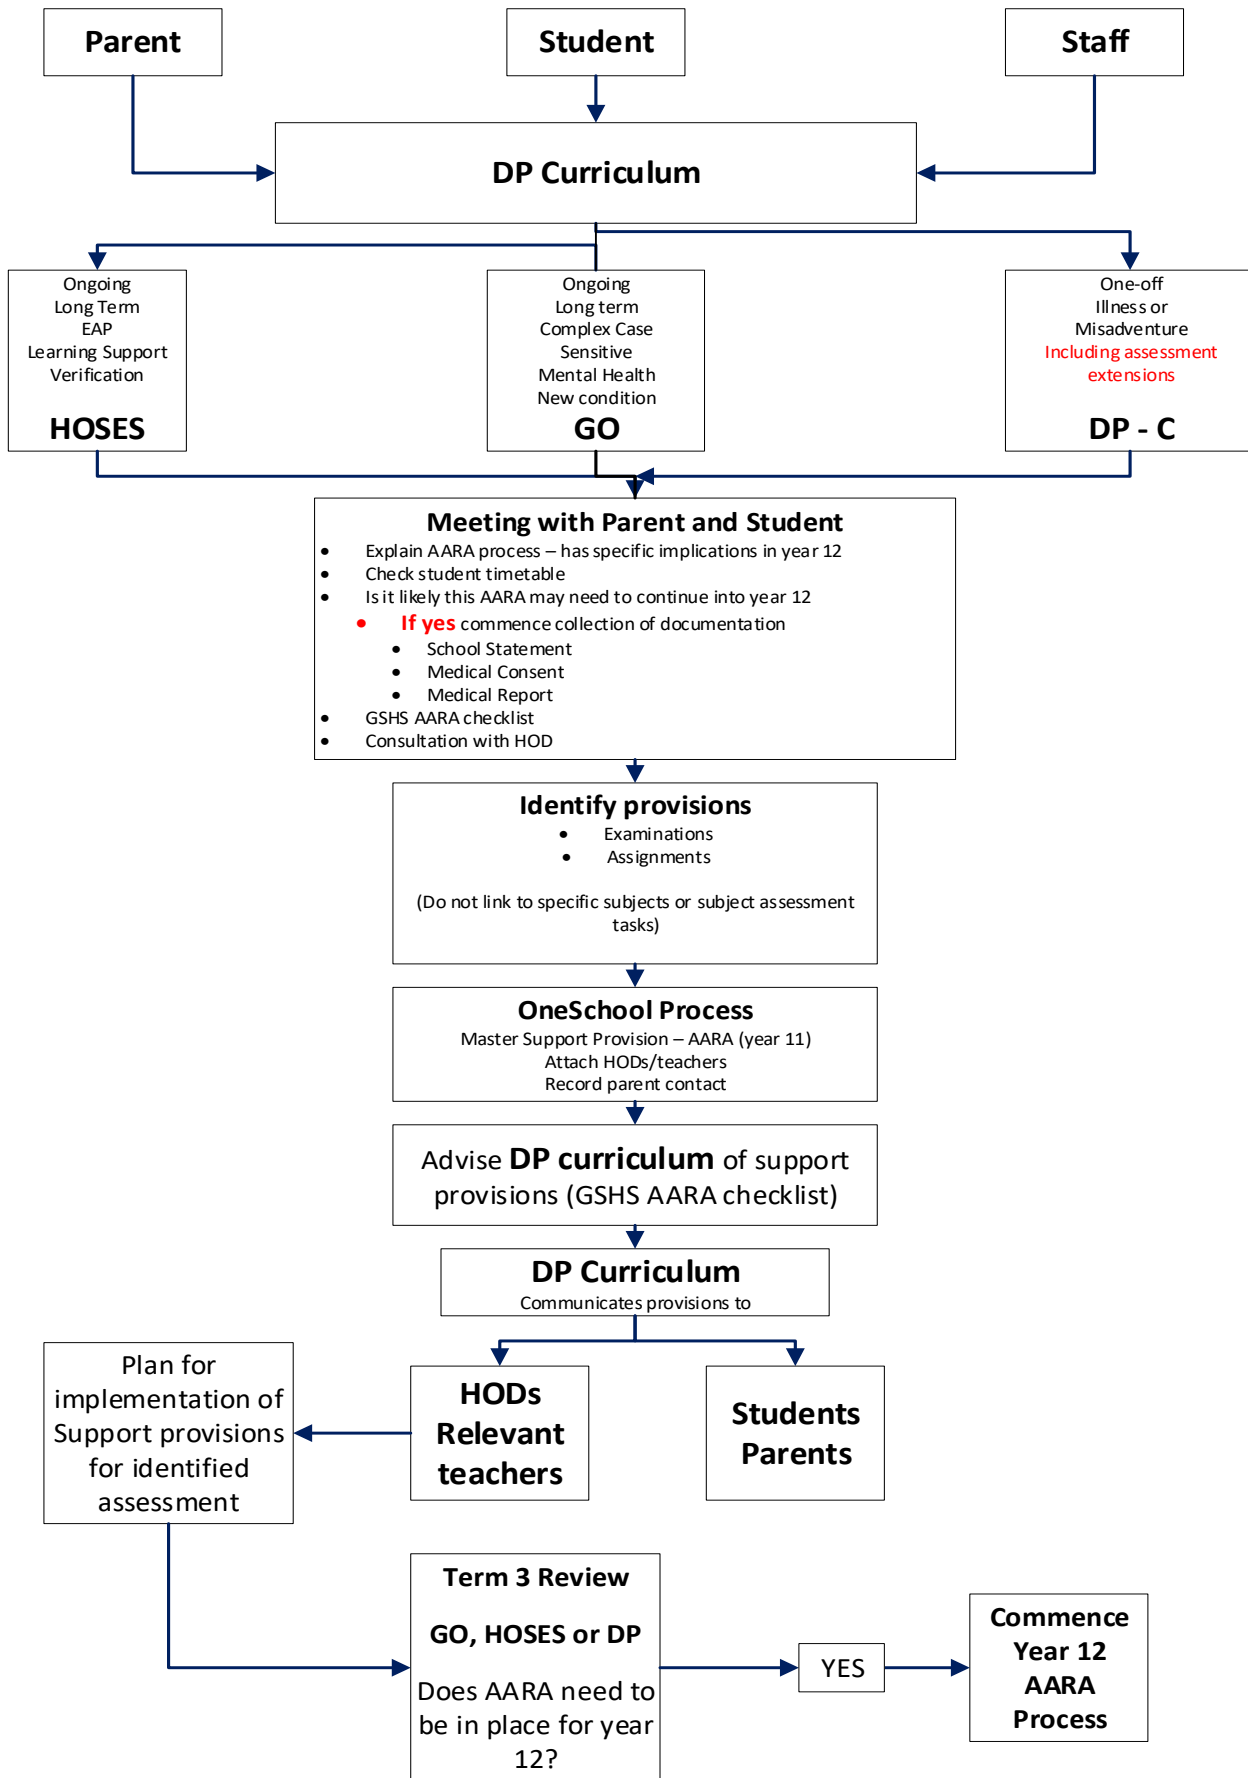 Parent
Student
Staff
DP Curriculum
Ongoing
Long Term
EAP
Learning Support
Verification
HOSES
Ongoing
Long term
Complex Case
Sensitive
Mental Health
New condition
GO
One-off
Illness or
Misadventure
Including assessment
extensions
DP - C
Meeting with Parent and Student
• Explain AARA process – has specific implications in year 12
• Check student timetable
• Is it likely this AARA may need to continue into year 12
• If yes commence collection of documentation
• School Statement
• Medical Consent
• Medical Report
• GSHS AARA checklist
• Consultation with HOD
Identify provisions
• Examinations
• Assignments
(Do not link to specific subjects or subject assessment
tasks)
OneSchool Process
Master Support Provision – AARA (year 11)
Attach HODs/teachers
Record parent contact
Advise DP curriculum of support
provisions (GSHS AARA checklist)
DP Curriculum
Communicates provisions to
Plan for
implementation of
Support provisions
for identified
assessment
HODs
Relevant
teachers
Students
Parents
Term 3 Review
GO, HOSES or DP
Does AARA need to
be in place for year
12?
YES
Commence
Year 12
AARA
Process